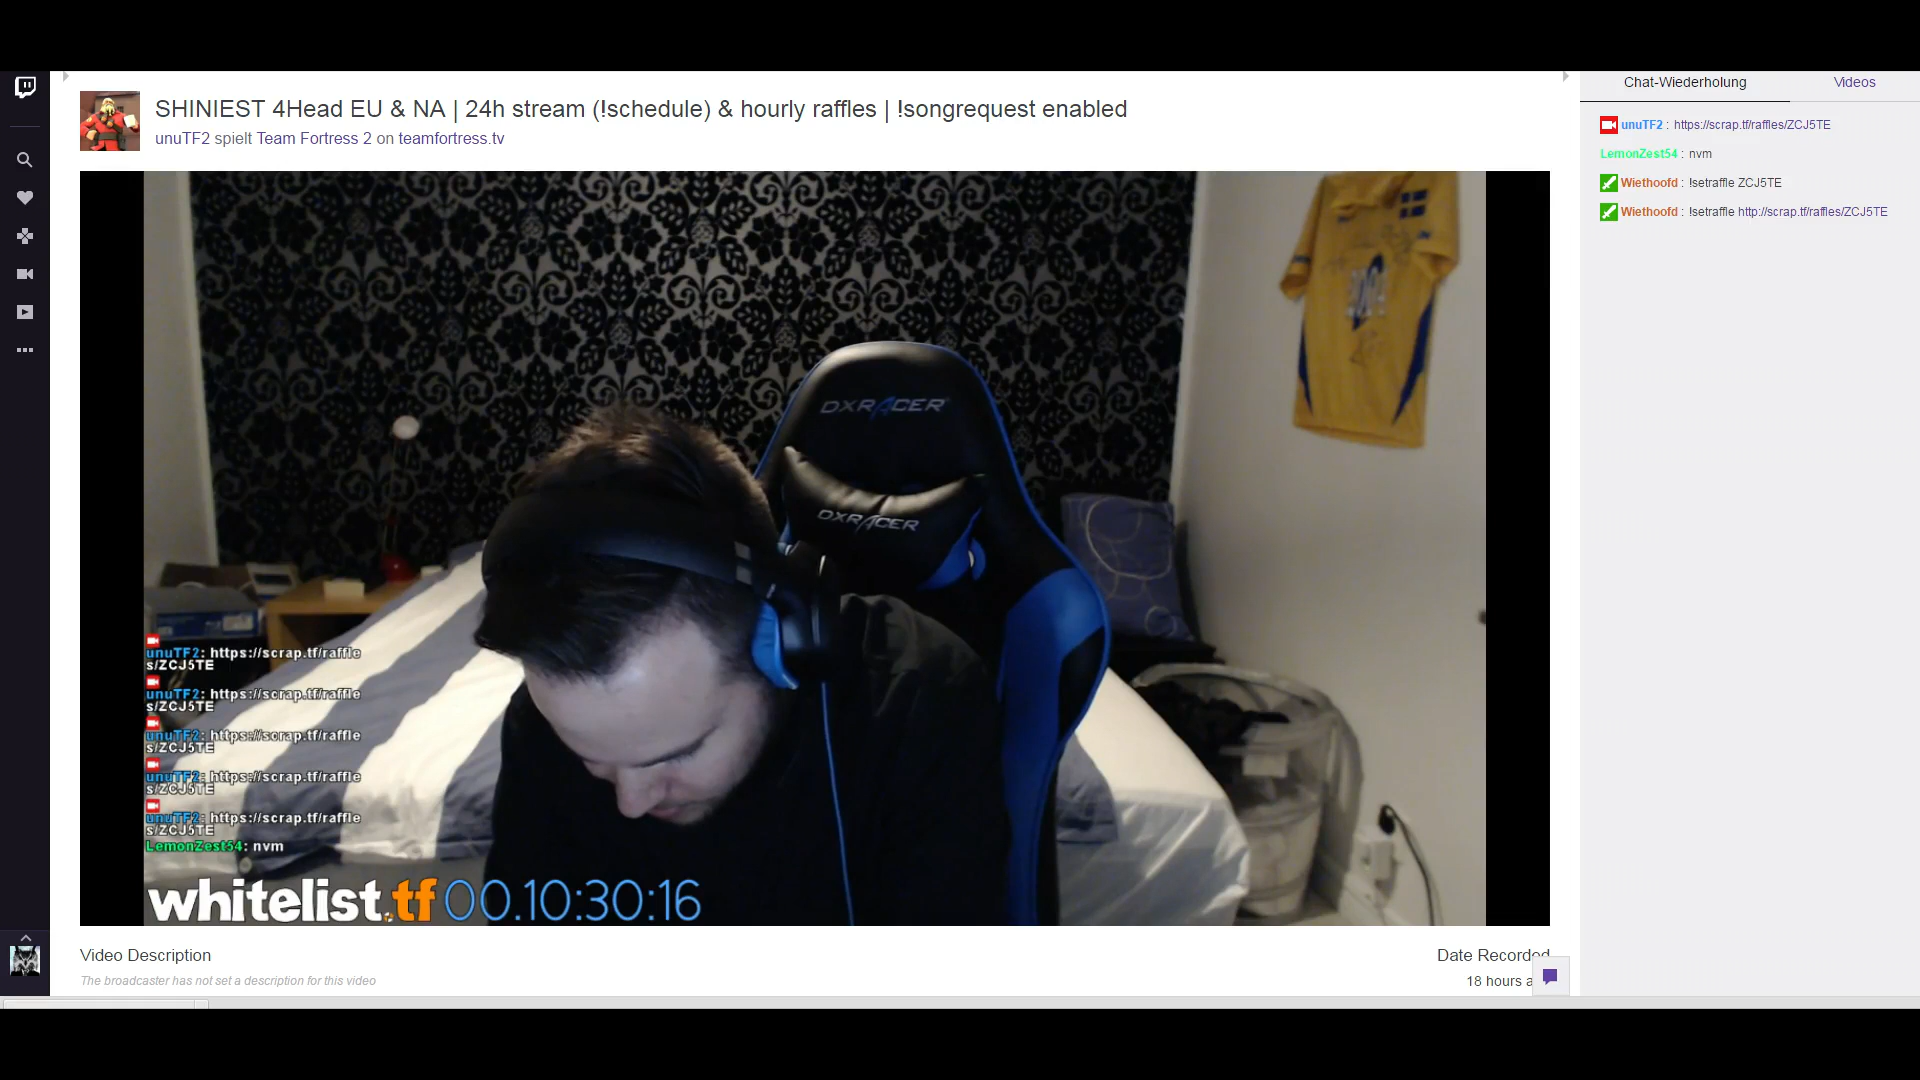 SHINIEST 4Head EU & NA | 24h stream (!schedule) & hourly raffles | !songrequest enabled
unuTF2 spielt Team Fortress 2 on teamfortress.tv
DXRACER
DXRACER
unuTF2: https://scrap.tf/raffle
s/ZCJ5TE
unuTF2: https://scrap.tf/raffle
s/ZCJ5TE
unuTF2: https://scrap.tf/raffle
s/ZCJ5TE
unuTF2: https://scrap.tf/raffle
s/ZCJ5TE
unuTF2: https://scrap.tf/raffle
s/ZCJ5TE
LemonZest54: nvm
whitelist.tf 00.10:30:16
Video Description
The broadcaster has not set a description for this video
Date Recorded
18 hours a
Chat-Wiederholung
Videos
unuTF2 : https://scrap.tf/raffles/ZCJ5TE
LemonZest54 : nvm
Wiethoofd : !setraffle ZCJ5TE
Wiethoofd : !setraffle http://scrap.tf/raffles/ZCJ5TE